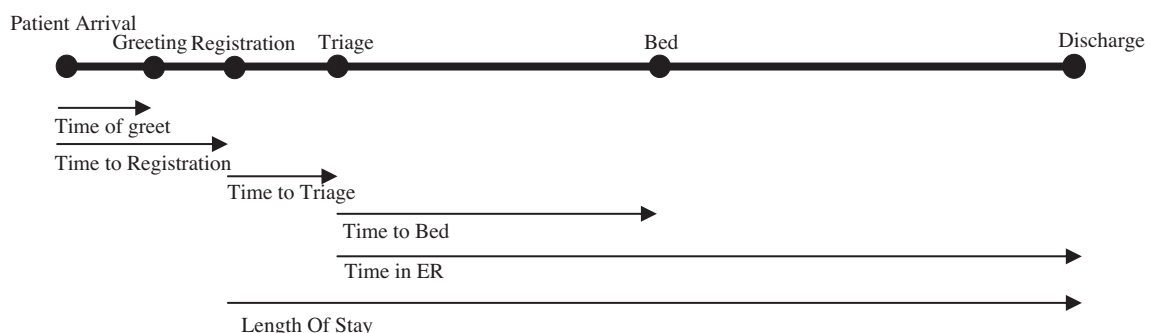 Patient Arrival
Greeting Registration Triage Bed Discharge
Time of greet
Time to Registration
Time to Triage
Time to Bed
Time in ER
Length Of Stay